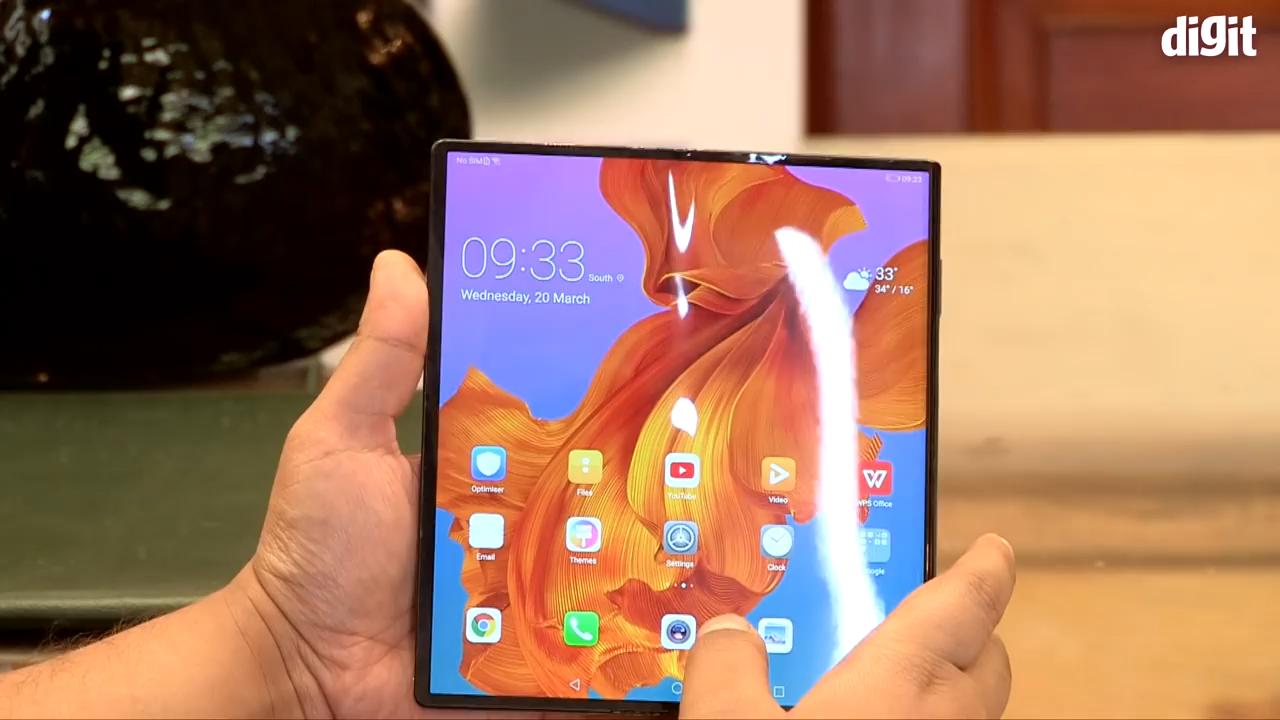 digit
No SIM
09:33
09:33
South
Wednesday, 20 March
33°
34° / 16°
Optimiser
Files
YouTube
Video
WPS Office
Email
Themes
Settings
Clock
Google